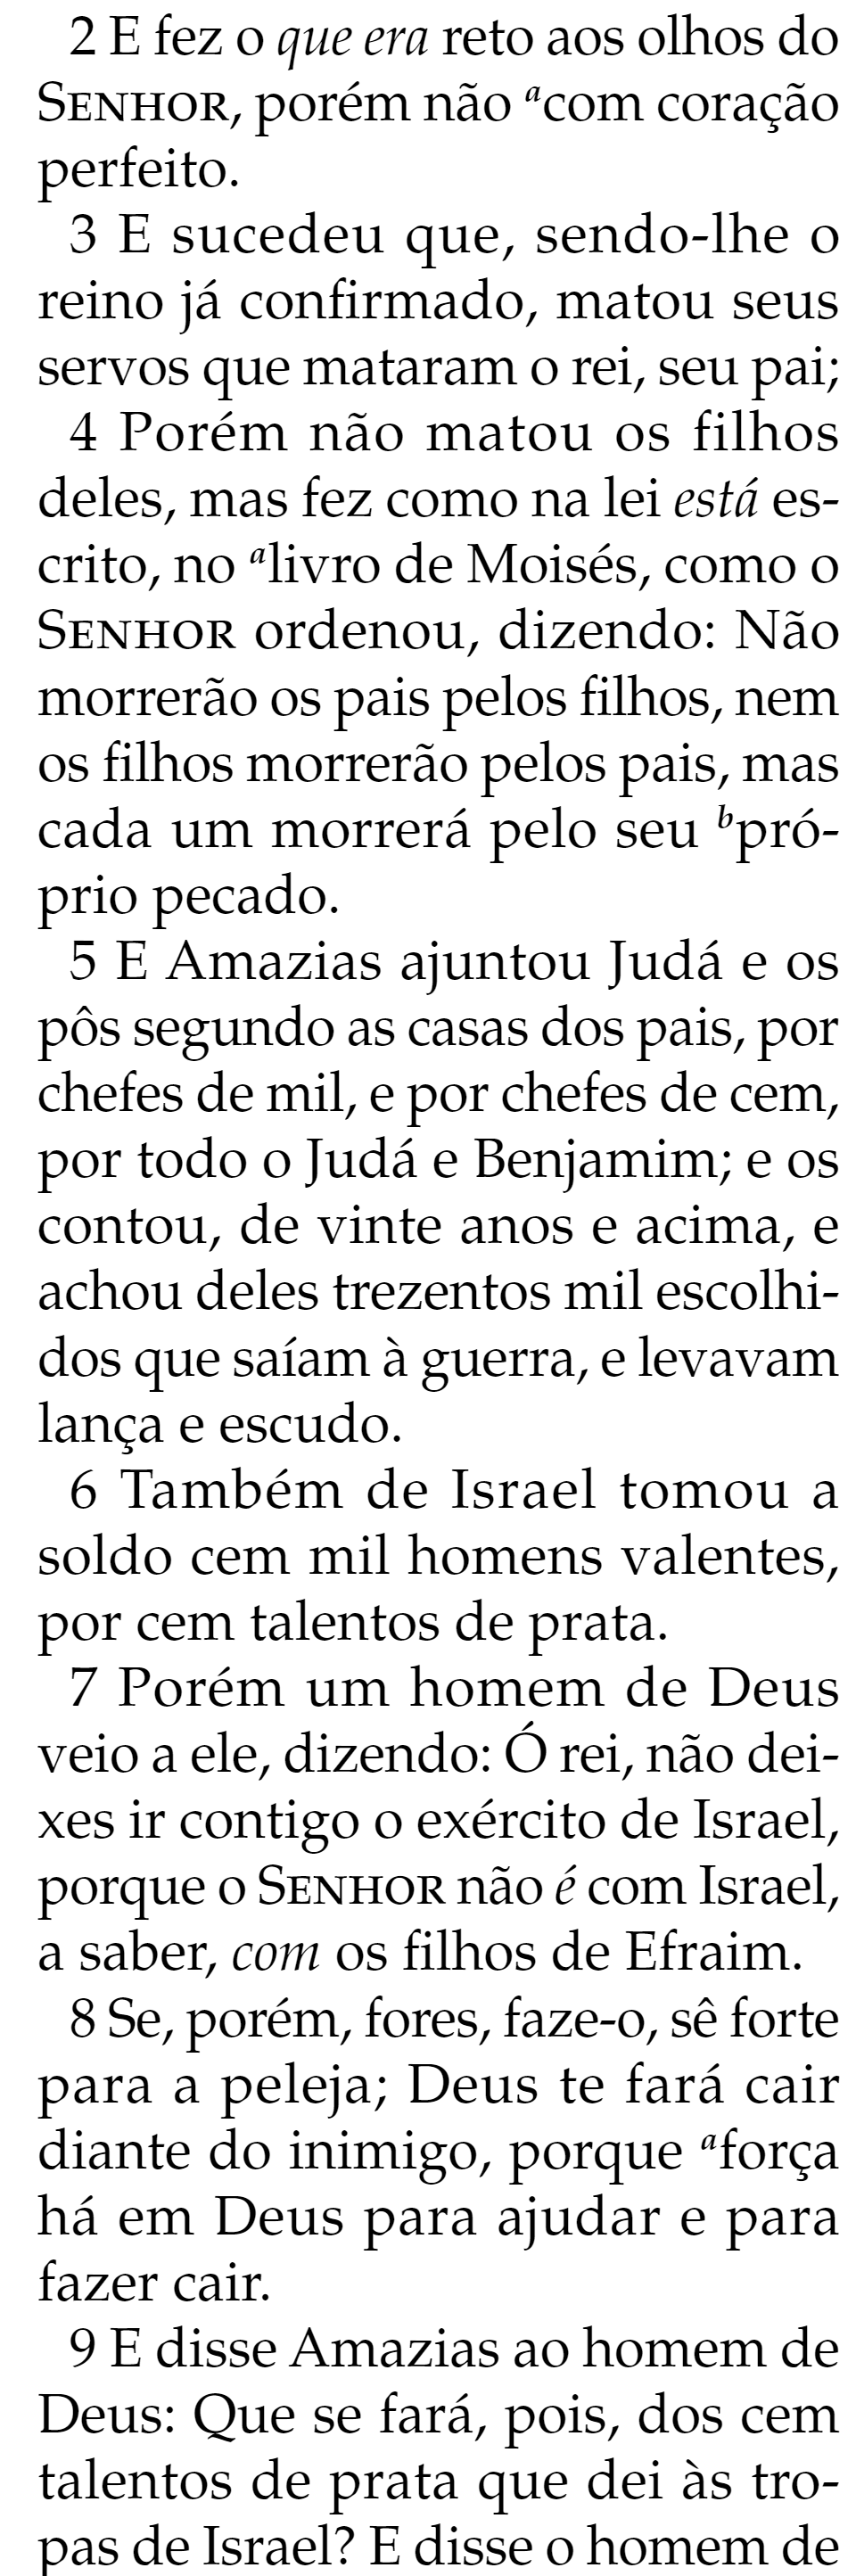 2 E fez o que era reto aos olhos do
SENHOR, porém não acom coração
perfeito.
3 E sucedeu que, sendo-lhe o
reino já confirmado, matou seus
servos que mataram o rei, seu pai;
4 Porém não matou os filhos
deles, mas fez como na lei está es-
crito, no alivro de Moisés, como o
SENHOR ordenou, dizendo: Não
morrerão os pais pelos filhos, nem
os filhos morrerão pelos pais, mas
cada um morrerá pelo seu bpró-
prio pecado.
5 E Amazias ajuntou Judá e os
pôs segundo as casas dos pais, por
chefes de mil, e por chefes de cem,
por todo o Judá e Benjamim; e os
contou, de vinte anos e acima, e
achou deles trezentos mil escolhi-
dos que saíam à guerra, e levavam
lança e escudo.
6 Também de Israel tomou a
soldo cem mil homens valentes,
por cem talentos de prata.
7 Porém um homem de Deus
veio a ele, dizendo: Ó rei, não dei-
xes ir contigo o exército de Israel,
porque o SENHOR não é com Israel,
a saber, com os filhos de Efraim.
8 Se, porém, fores, faze-o, sê forte
para a peleja; Deus te fará cair
diante do inimigo, porque aforça
há em Deus para ajudar e para
fazer cair.
9 E disse Amazias ao homem de
Deus: Que se fará, pois, dos cem
talentos de prata que dei às tro-
pas de Israel? E disse o homem de